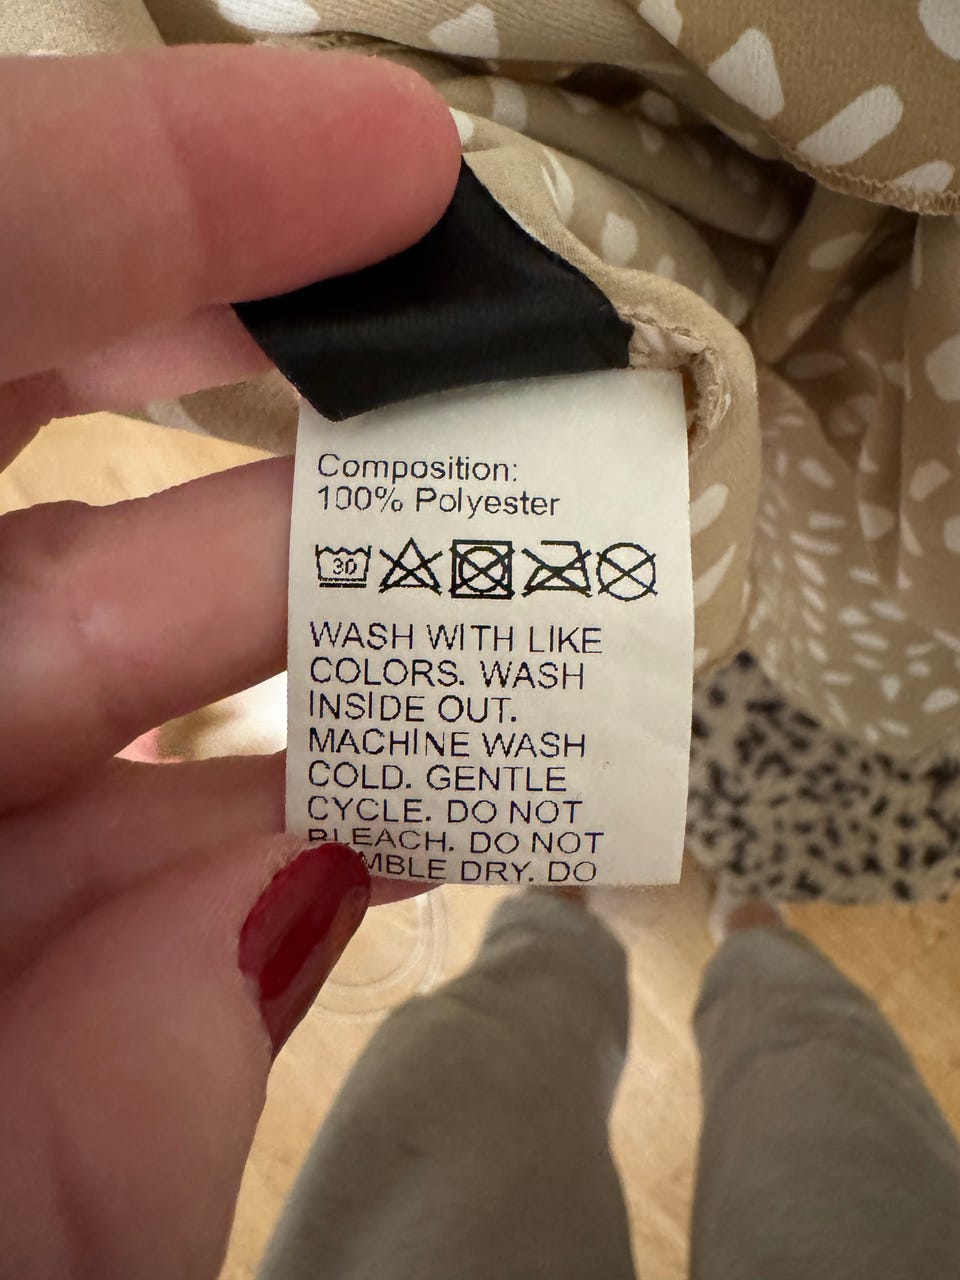 Composition:
100% Polyester
30
WASH WITH LIKE
COLORS. WASH
INSIDE OUT.
MACHINE WASH
COLD. GENTLE
CYCLE. DO NOT
BLEACH. DO NOT
DRY. DO